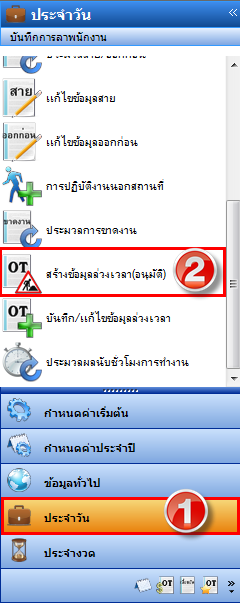 ประจำวัน
บันทึกการลาพนักงาน
สาย
แก้ไขข้อมูลสาย
ออกก่อน
แก้ไขข้อมูลออกก่อน
การปฏิบัติงานนอกสถานที่
ขาดงาน
ประมวลการขาดงาน
OT
สร้างข้อมูลล่วงเวลา(อนุมัติ)
2
OT
บันทึก/แก้ไขข้อมูลล่วงเวลา
ประมวลผลนับชั่วโมงการทำงาน
กำหนดค่าเริ่มต้น
กำหนดค่าประจำปี
ข้อมูลทั่วไป
ประจำวัน
1
ประจำงวด
OT
OT